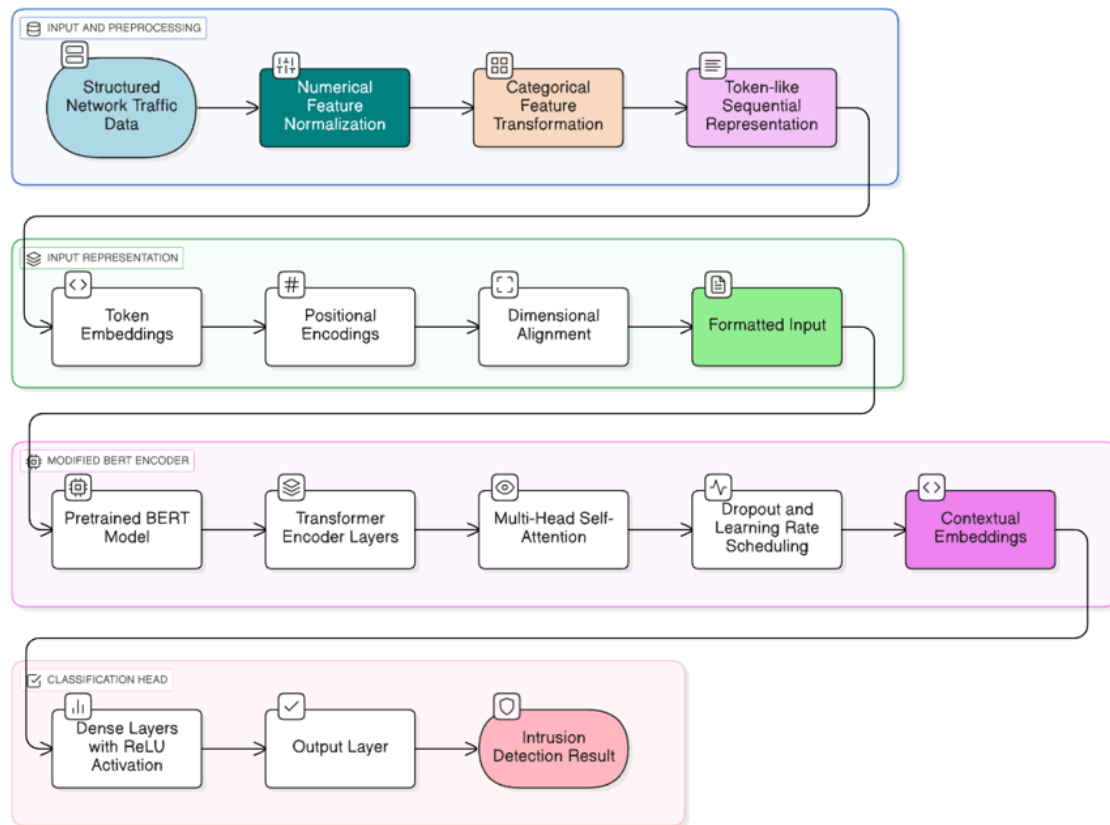 INPUT AND PREPROCESSING
Structured
Network Traffic
Data
Numerical
Feature
Normalization
Categorical
Feature
Transformation
Token-like
Sequential
Representation
INPUT REPRESENTATION
Token
Embeddings
Positional
Encodings
Dimensional
Alignment
Formatted Input
MODIFIED BERT ENCODER
Pretrained BERT
Model
Transformer
Encoder Layers
Multi-Head Self-
Attention
Dropout and
Learning Rate
Scheduling
Contextual
Embeddings
CLASSIFICATION HEAD
Dense Layers
with ReLU
Activation
Output Layer
Intrusion
Detection Result